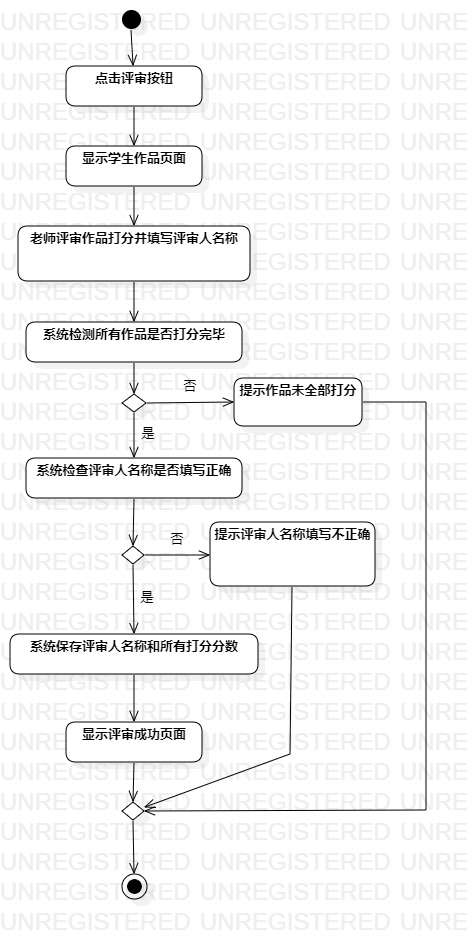 点击评审按钮
显示学生作品页面
老师评审作品打分并填写评审人名称
系统检测所有作品是否打分完毕
否
提示作品未全部打分
是
系统检查评审人名称是否填写正确
否
提示评审人名称填写不正确
是
系统保存评审人名称和所有打分分数
显示评审成功页面
UNREGISTERED